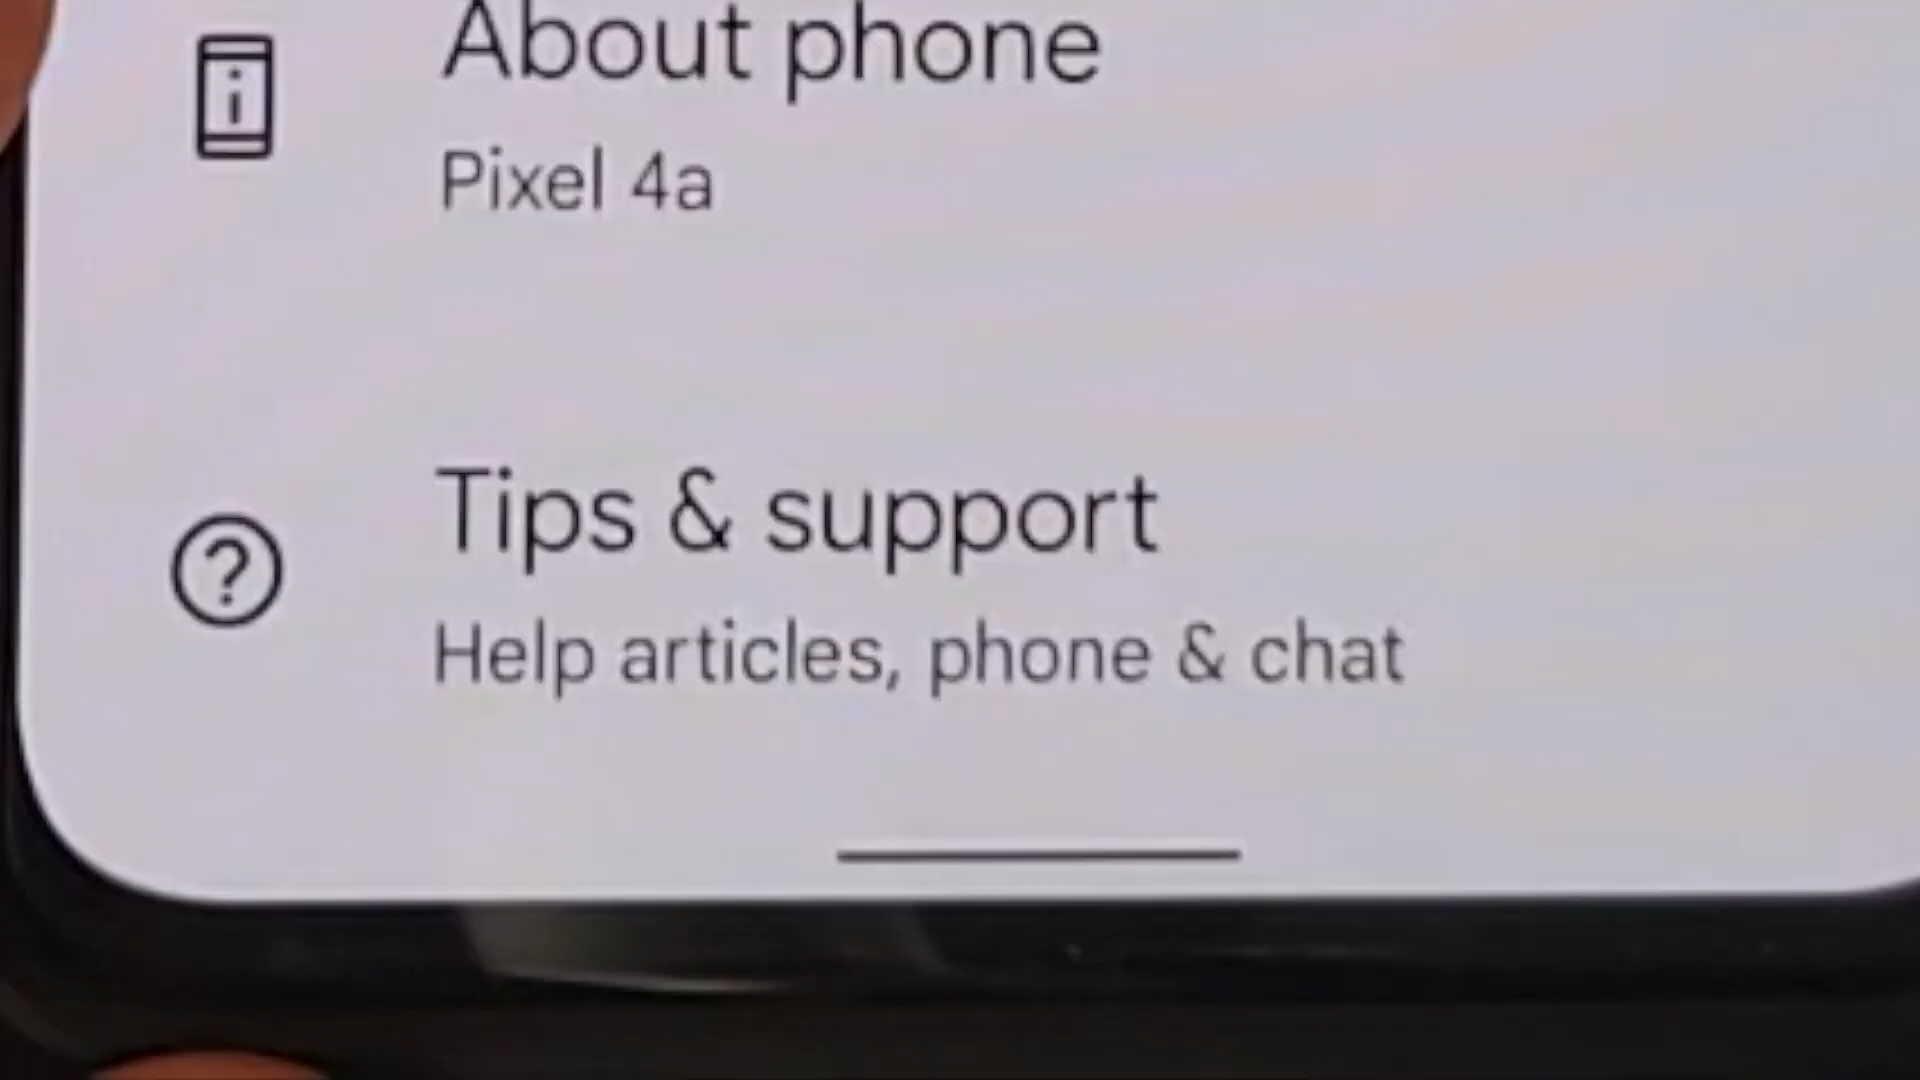 About phone
Pixel 4a
Tips & support
Help articles, phone & chat